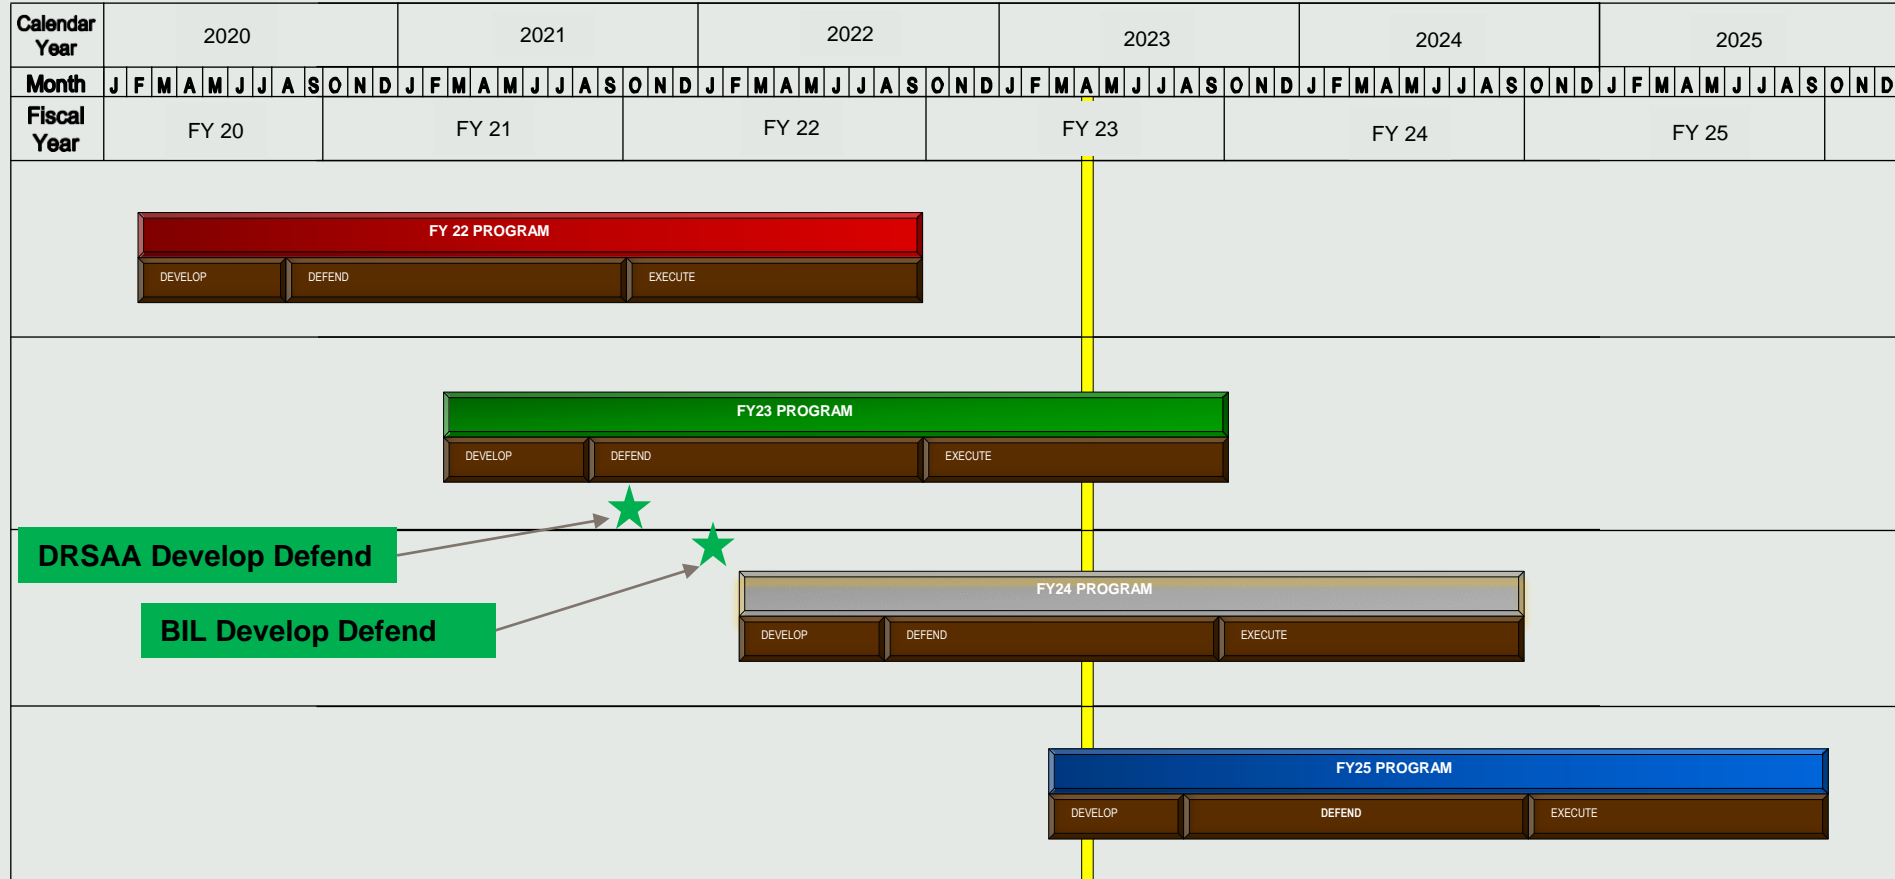 Calendar
Year
2020 2021 2022 2023 2024 2025
Month J F M A M J J A S O N D J F M A M J J A S O N D J F M A M J J A S O N D J F M A M J J A S O N D J F M A M J J A S O N D J F M A M J J A S O N D
Fiscal
Year
FY 20 FY 21 FY 22 FY 23 FY 24 FY 25
FY 22 PROGRAM
DEVELOP DEFEND EXECUTE
FY23 PROGRAM
DEVELOP DEFEND EXECUTE
DRSAA Develop Defend
BIL Develop Defend
FY24 PROGRAM
DEVELOP DEFEND EXECUTE
FY25 PROGRAM
DEVELOP DEFEND EXECUTE